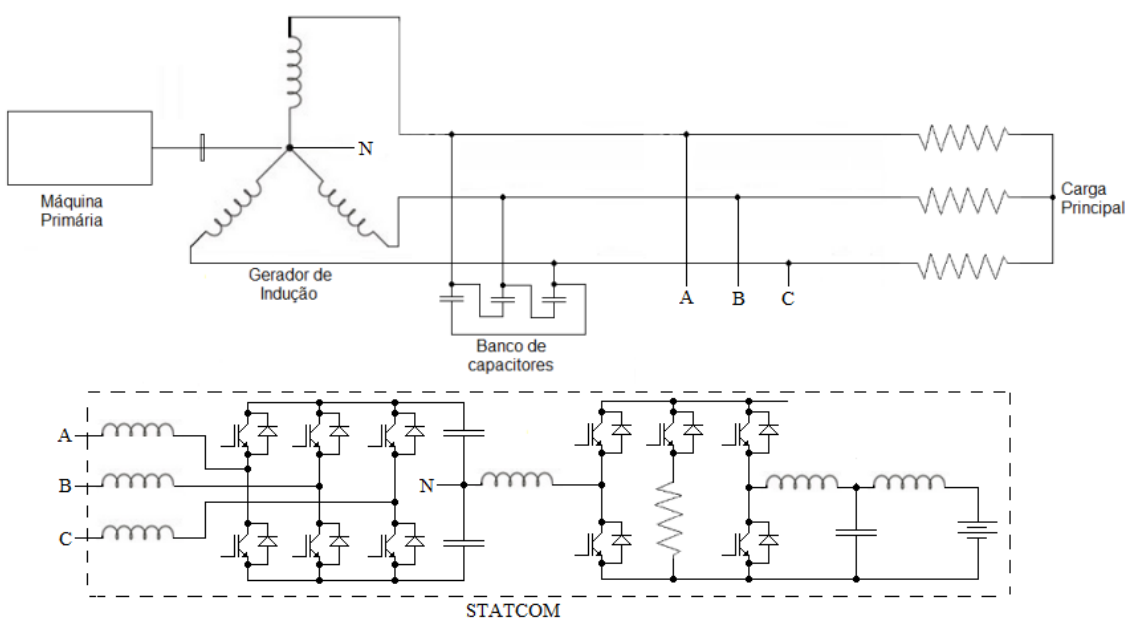 N
Máquina
Primária
Gerador de
Indução
Carga
Principal
A
B
C
Banco de
capacitores
A
B
C
N
STATCOM